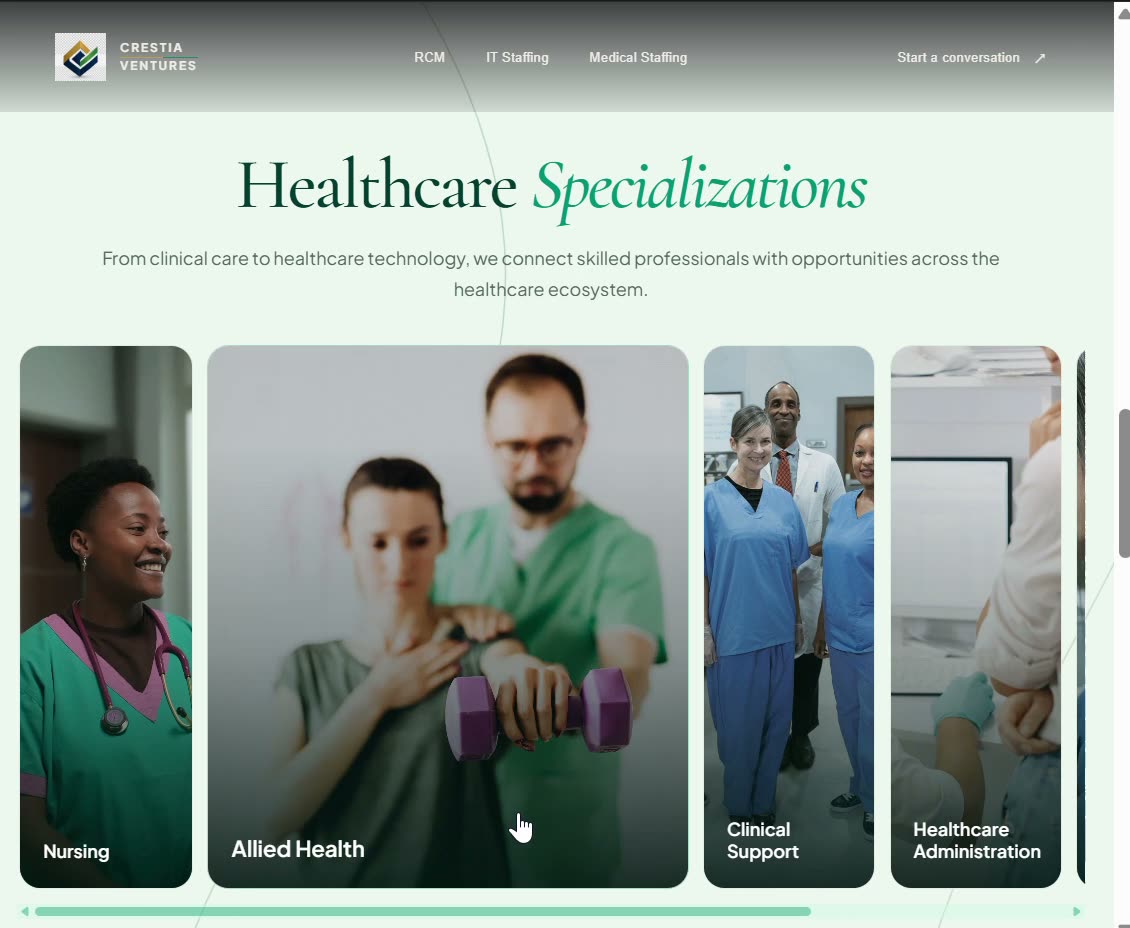 CRESTIA
VENTURES
RCM
IT Staffing
Medical Staffing
Start a conversation ↗
Healthcare Specializations
From clinical care to healthcare technology, we connect skilled professionals with opportunities across the
healthcare ecosystem.
Nursing
Allied Health
Clinical
Support
Healthcare
Administration